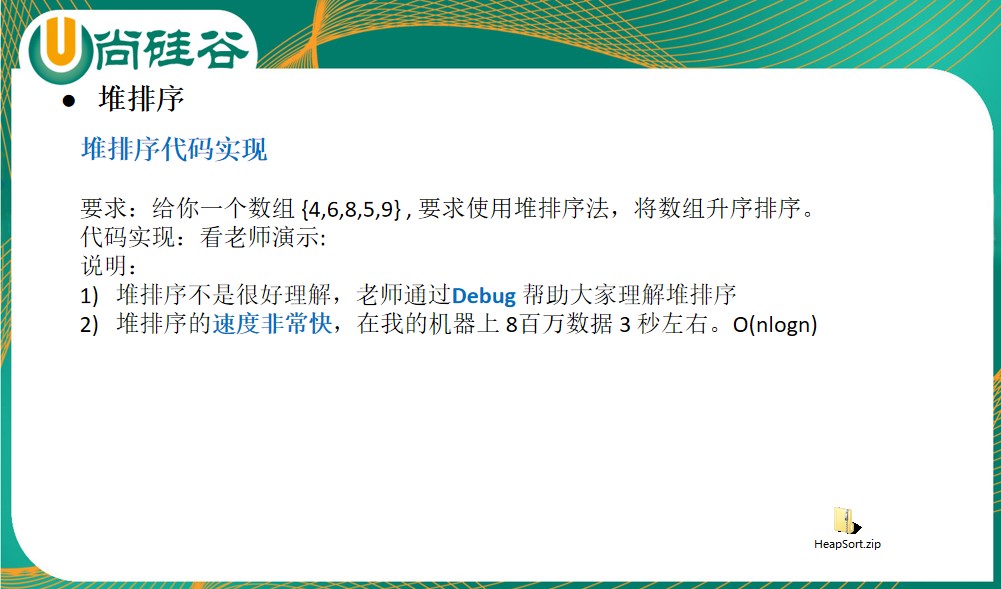 尚硅谷
● 堆排序
堆排序代码实现
要求：给你一个数组 {4,6,8,5,9} , 要求使用堆排序法，将数组升序排序。
代码实现：看老师演示:
说明：
1) 堆排序不是很好理解，老师通过Debug 帮助大家理解堆排序
2) 堆排序的速度非常快，在我的机器上 8百万数据 3 秒左右。O(nlogn)
HeapSort.zip